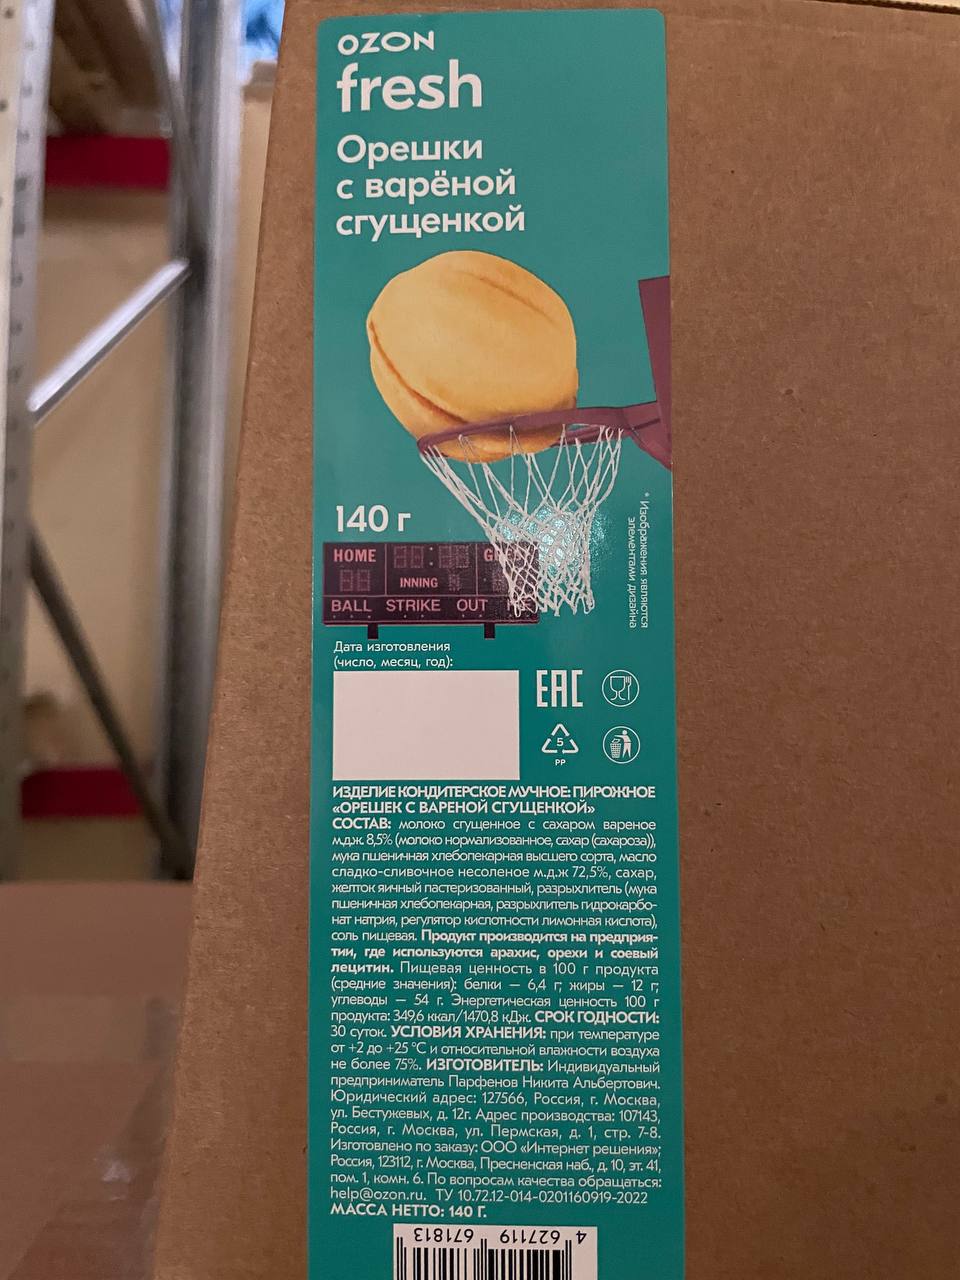 OZON
fresh
Орешки
с варёной
сгущенкой
140 г
* Изображения являются
элементами дизайна
HOME
INNING
BALL STRIKE OUT
Дата изготовления
(число, месяц, год):
EAC
5
PP
ИЗДЕЛИЕ КОНДИТЕРСКОЕ МУЧНОЕ: ПИРОЖНОЕ
«ОРЕШЕК С ВАРЕНОЙ СГУЩЕНКОЙ»
СОСТАВ: молоко сгущенное с сахаром вареное
м.д.ж. 8,5% (молоко нормализованное, сахар (сахароза)),
мука пшеничная хлебопекарная высшего сорта, масло
сладко-сливочное несоленое м.д.ж 72,5%, сахар,
желток яичный пастеризованный, разрыхлитель (мука
пшеничная хлебопекарная, разрыхлитель гидрокарбо-
нат натрия, регулятор кислотности лимонная кислота),
соль пищевая. Продукт производится на предприя-
тии, где используются арахис, орехи и соевый
лецитин. Пищевая ценность в 100 г продукта
(средние значения): белки — 6,4 г; жиры — 12 г;
углеводы — 54 г. Энергетическая ценность 100 г
продукта: 349,6 ккал/1470,8 кДж. СРОК ГОДНОСТИ:
30 суток. УСЛОВИЯ ХРАНЕНИЯ: при температуре
от +2 до +25 °С и относительной влажности воздуха
не более 75%. ИЗГОТОВИТЕЛЬ: Индивидуальный
предприниматель Парфенов Никита Альбертович.
Юридический адрес: 127566, Россия, г. Москва,
ул. Бестужевых, д. 12г. Адрес производства: 107143,
Россия, г. Москва, ул. Пермская, д. 1, стр. 7-8.
Изготовлено по заказу: ООО «Интернет решения»;
Россия, 123112, г. Москва, Пресненская наб., д. 10, эт. 41,
пом. 1, комн. 6. По вопросам качества обращаться:
help@ozon.ru. ТУ 10.72.12-014-0201160919-2022
МАССА НЕТТО: 140 Г.
4 627119 671813